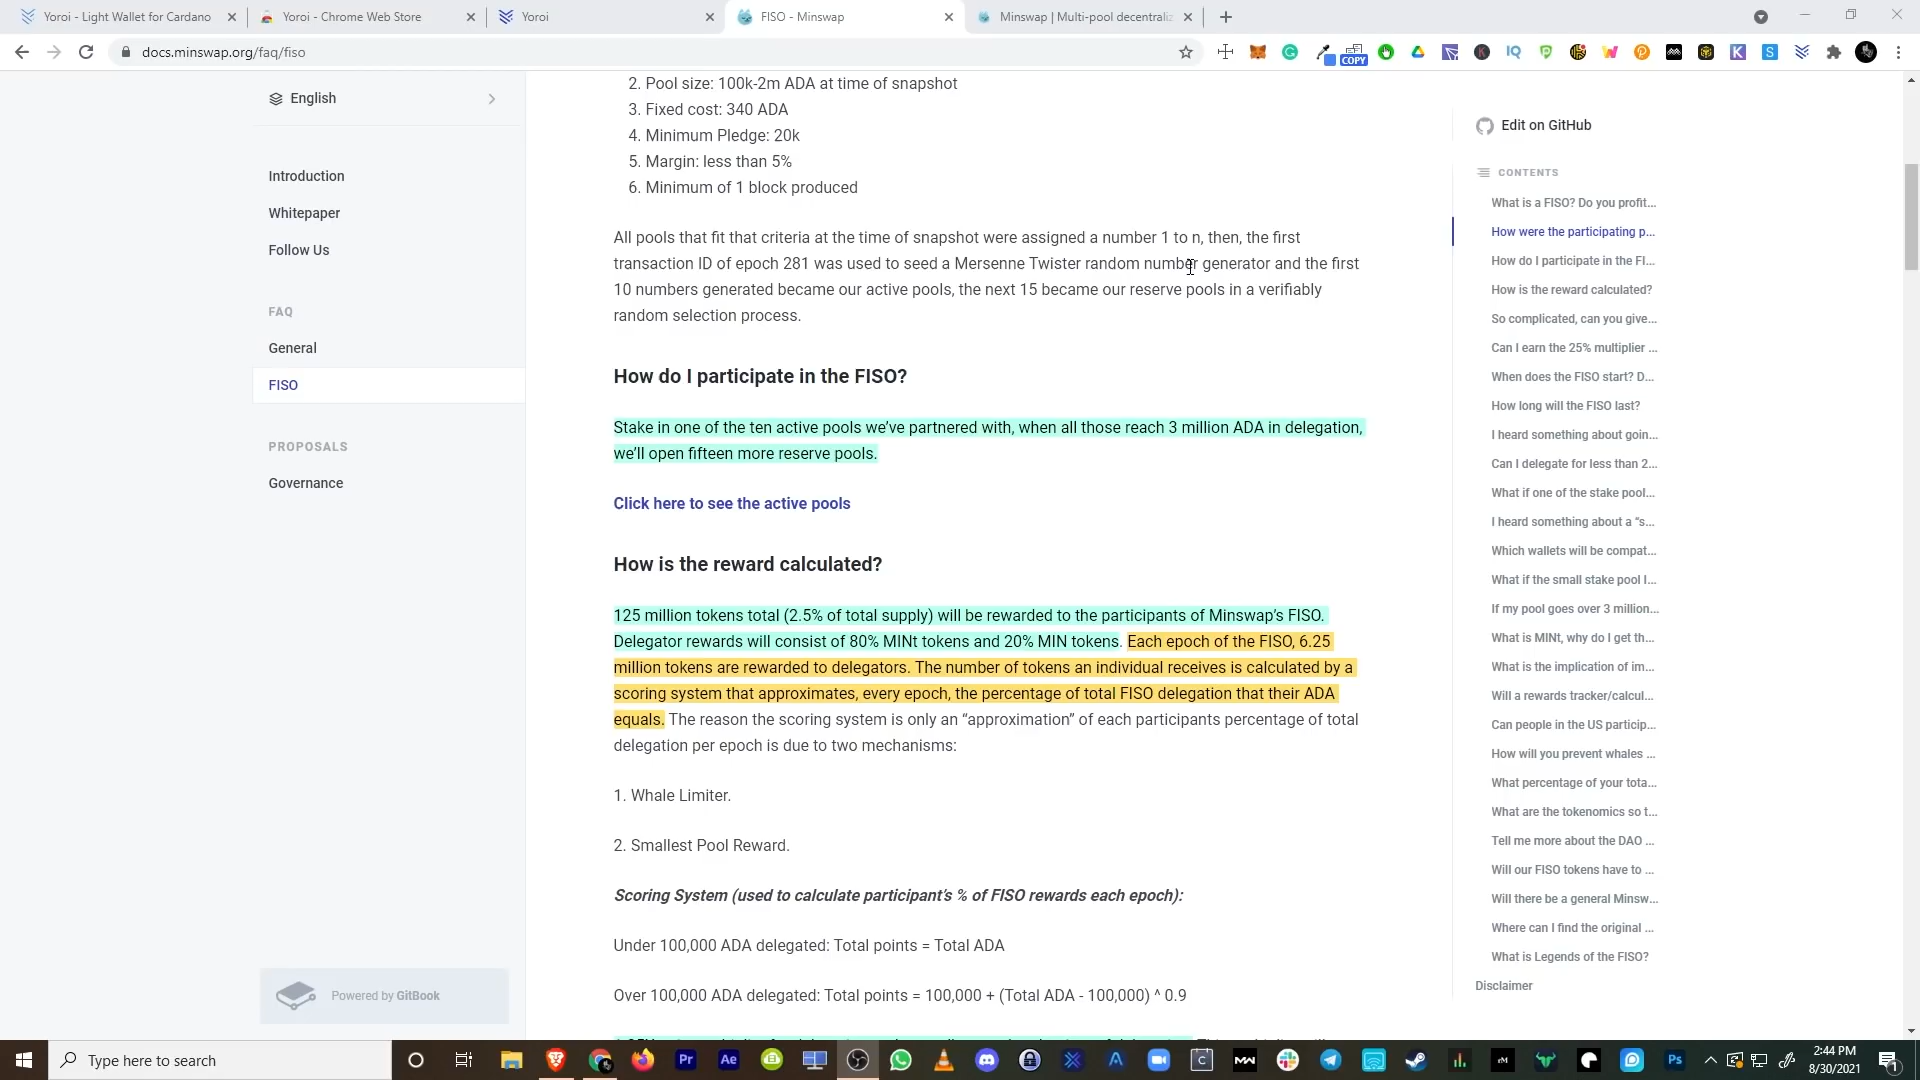 Yoroi - Light Wallet for Cardano
Yoroi - Chrome Web Store
Yoroi
FISO - Minswap
Minswap | Multi-pool decentraliz
docs.minswap.org/faq/fiso
COPY
English
Introduction
Whitepaper
Follow Us
FAQ
General
FISO
PROPOSALS
Governance
Powered by GitBook
2. Pool size: 100k-2m ADA at time of snapshot
3. Fixed cost: 340 ADA
4. Minimum Pledge: 20k
5. Margin: less than 5%
6. Minimum of 1 block produced
All pools that fit that criteria at the time of snapshot were assigned a number 1 to n, then, the first
transaction ID of epoch 281 was used to seed a Mersenne Twister random number generator and the first
10 numbers generated became our active pools, the next 15 became our reserve pools in a verifiably
random selection process.
How do I participate in the FISO?
Stake in one of the ten active pools we've partnered with, when all those reach 3 million ADA in delegation,
we'll open fifteen more reserve pools.
Click here to see the active pools
How is the reward calculated?
125 million tokens total (2.5% of total supply) will be rewarded to the participants of Minswap's FISO.
Delegator rewards will consist of 80% MINt tokens and 20% MIN tokens. Each epoch of the FISO, 6.25
million tokens are rewarded to delegators. The number of tokens an individual receives is calculated by a
scoring system that approximates, every epoch, the percentage of total FISO delegation that their ADA
equals. The reason the scoring system is only an “approximation” of each participants percentage of total
delegation per epoch is due to two mechanisms:
1. Whale Limiter.
2. Smallest Pool Reward.
Scoring System (used to calculate participant's % of FISO rewards each epoch):
Under 100,000 ADA delegated: Total points = Total ADA
Over 100,000 ADA delegated: Total points = 100,000 + (Total ADA - 100,000) ^ 0.9
Edit on GitHub
CONTENTS
What is a FISO? Do you profit...
How were the participating p...
How do I participate in the FI...
How is the reward calculated?
So complicated, can you give...
Can I earn the 25% multiplier ...
When does the FISO start? D...
How long will the FISO last?
I heard something about goin...
Can I delegate for less than 2...
What if one of the stake pool...
I heard something about a “s...
Which wallets will be compat...
What if the small stake pool I...
If my pool goes over 3 million...
What is MINt, why do I get th...
What is the implication of im...
Will a rewards tracker/calcul...
Can people in the US particip...
How will you prevent whales ...
What percentage of your tota...
What are the tokenomics so t...
Tell me more about the DAO ...
Will our FISO tokens have to ...
Will there be a general Minsw...
Where can I find the original ...
What is Legends of the FISO?
Disclaimer
Type here to search
2:44 PM
8/30/2021